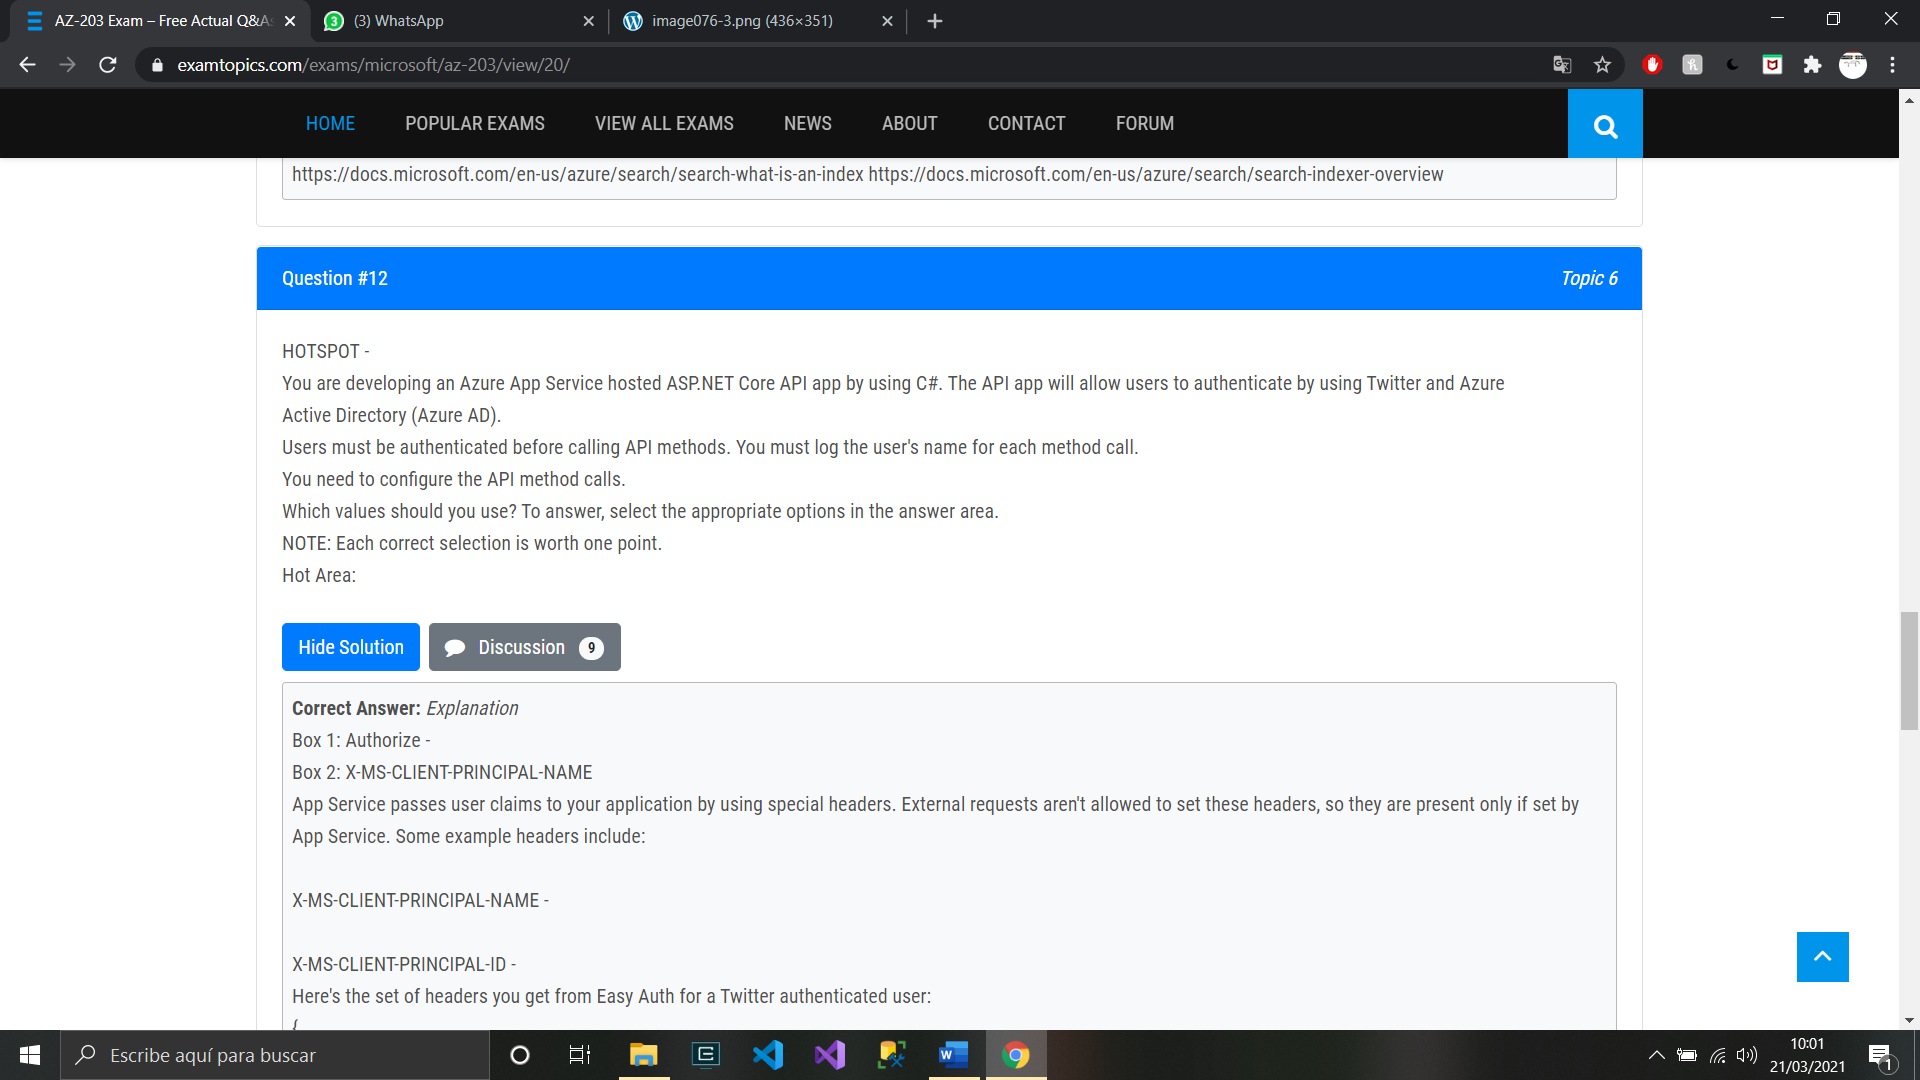 AZ-203 Exam – Free Actual Q&As
(3) WhatsApp
image076-3.png (436×351)
examtopics.com/exams/microsoft/az-203/view/20/
HOME
POPULAR EXAMS
VIEW ALL EXAMS
NEWS
ABOUT
CONTACT
FORUM
https://docs.microsoft.com/en-us/azure/search/search-what-is-an-index https://docs.microsoft.com/en-us/azure/search/search-indexer-overview
Question #12
Topic 6
HOTSPOT -
You are developing an Azure App Service hosted ASP.NET Core API app by using C#. The API app will allow users to authenticate by using Twitter and Azure
Active Directory (Azure AD).
Users must be authenticated before calling API methods. You must log the user's name for each method call.
You need to configure the API method calls.
Which values should you use? To answer, select the appropriate options in the answer area.
NOTE: Each correct selection is worth one point.
Hot Area:
Hide Solution
Discussion 9
Correct Answer: Explanation
Box 1: Authorize -
Box 2: X-MS-CLIENT-PRINCIPAL-NAME
App Service passes user claims to your application by using special headers. External requests aren't allowed to set these headers, so they are present only if set by
App Service. Some example headers include:
X-MS-CLIENT-PRINCIPAL-NAME -
X-MS-CLIENT-PRINCIPAL-ID -
Here's the set of headers you get from Easy Auth for a Twitter authenticated user:
{
Escribe aquí para buscar
10:01
21/03/2021
1